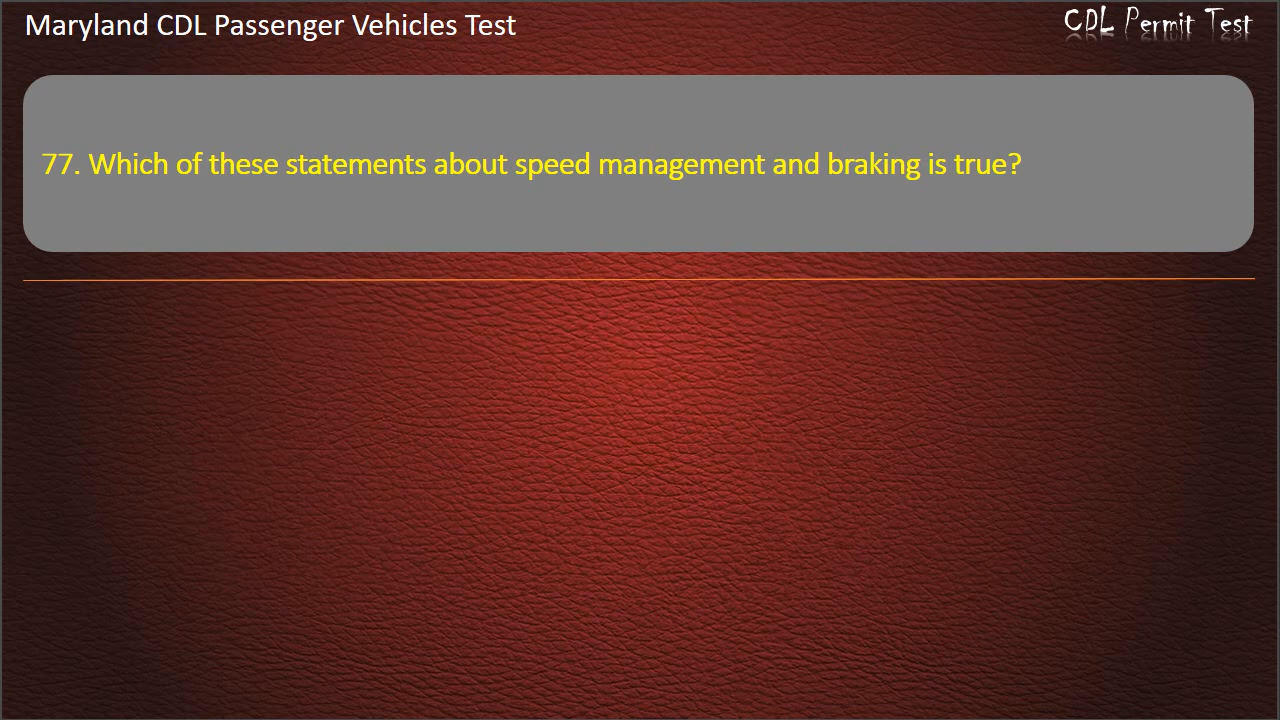 Maryland CDL Passenger Vehicles Test
CDL Permit Test
77. Which of these statements about speed management and braking is true?